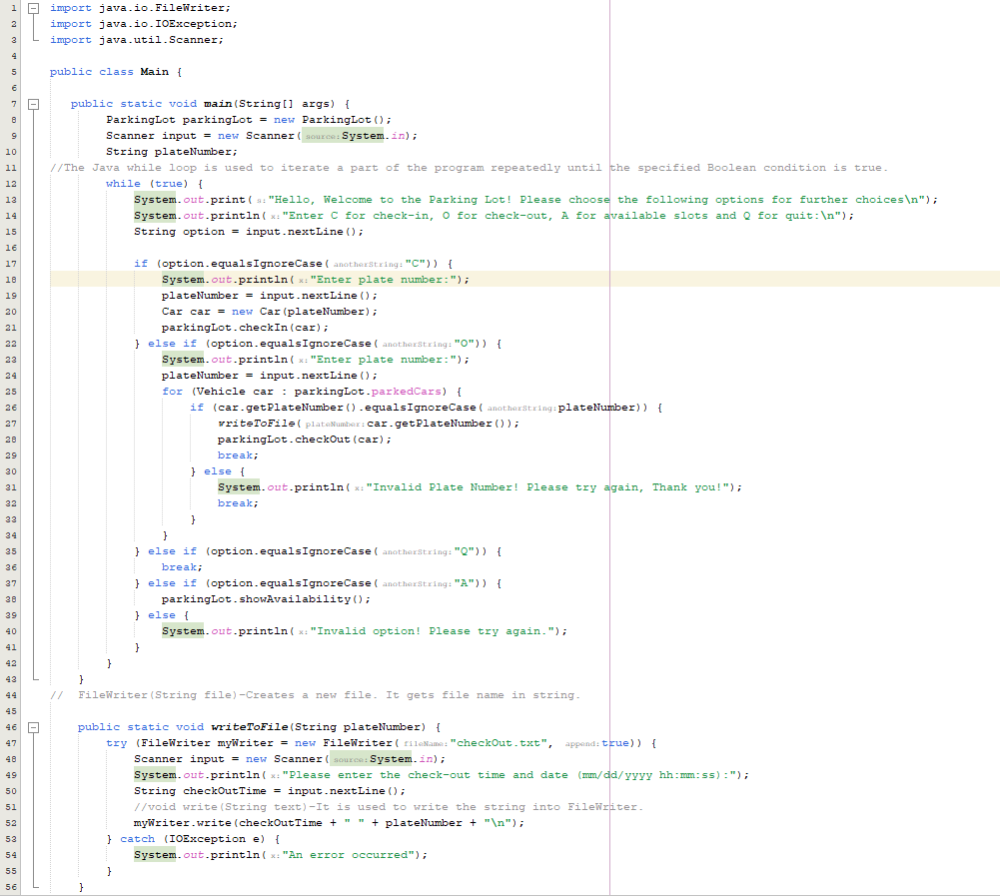 1 import java.io.FileWriter;
2 import java.io.IOException;
3 import java.util.Scanner;
4
5 public class Main {
6
7 public static void main(String[] args) {
8 ParkingLot parkingLot = new ParkingLot();
9 Scanner input = new Scanner( source: System.in);
10 String plateNumber;
11 //The Java while loop is used to iterate a part of the program repeatedly until the specified Boolean condition is true.
12 while (true) {
13 System.out.print( s: "Hello, Welcome to the Parking Lot! Please choose the following options for further choices\n");
14 System.out.println( x: "Enter C for check-in, O for check-out, A for available slots and Q for quit:\n");
15 String option = input.nextLine();
16
17 if (option.equalsIgnoreCase( anotherString: "C")) {
18 System.out.println( x: "Enter plate number:");
19 plateNumber = input.nextLine();
20 Car car = new Car(plateNumber);
21 parkingLot.checkIn(car);
22 } else if (option.equalsIgnoreCase( anotherString: "O")) {
23 System.out.println( x: "Enter plate number:");
24 plateNumber = input.nextLine();
25 for (Vehicle car : parkingLot.parkedCars) {
26 if (car.getPlateNumber().equalsIgnoreCase( anotherString: plateNumber)) {
27 writeToFile( plateNumber: car.getPlateNumber());
28 parkingLot.checkOut(car);
29 break;
30 } else {
31 System.out.println( x: "Invalid Plate Number! Please try again, Thank you!");
32 break;
33 }
34 }
35 } else if (option.equalsIgnoreCase( anotherString: "Q")) {
36 break;
37 } else if (option.equalsIgnoreCase( anotherString: "A")) {
38 parkingLot.showAvailability();
39 } else {
40 System.out.println( x: "Invalid option! Please try again.");
41 }
42 }
43 }
44 // FileWriter(String file)-Creates a new file. It gets file name in string.
45
46 public static void writeToFile(String plateNumber) {
47 try (FileWriter myWriter = new FileWriter( fileName: "checkOut.txt", append: true)) {
48 Scanner input = new Scanner( source: System.in);
49 System.out.println( x: "Please enter the check-out time and date (mm/dd/yyyy hh:mm:ss):");
50 String checkOutTime = input.nextLine();
51 //void write(String text)-It is used to write the string into FileWriter.
52 myWriter.write(checkOutTime + " " + plateNumber + "\n");
53 } catch (IOException e) {
54 System.out.println( x: "An error occurred");
55 }
56 }